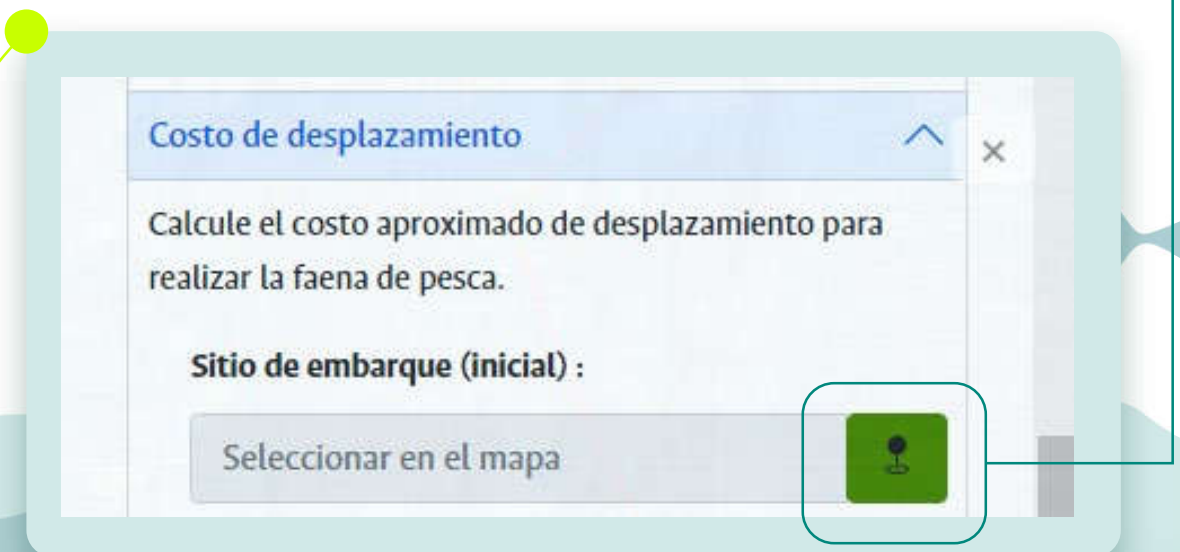 Costo de desplazamiento
Calcule el costo aproximado de desplazamiento para
realizar la faena de pesca.
Sitio de embarque (inicial) :
Seleccionar en el mapa